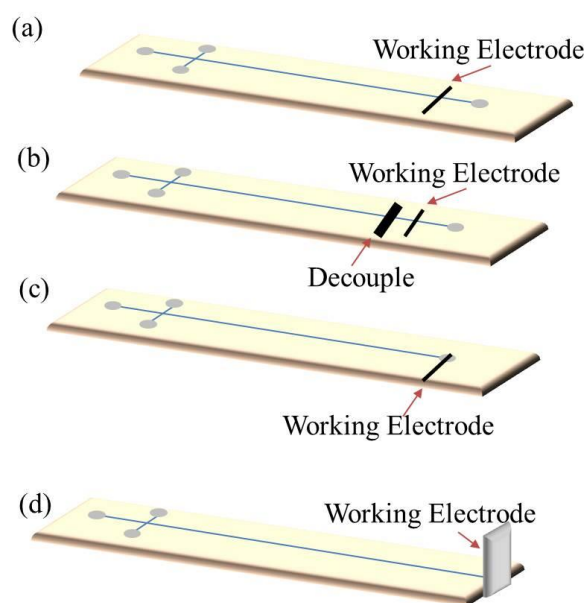 (a)
Working Electrode
(b)
Working Electrode
Decouple
(c)
Working Electrode
(d)
Working Electrode